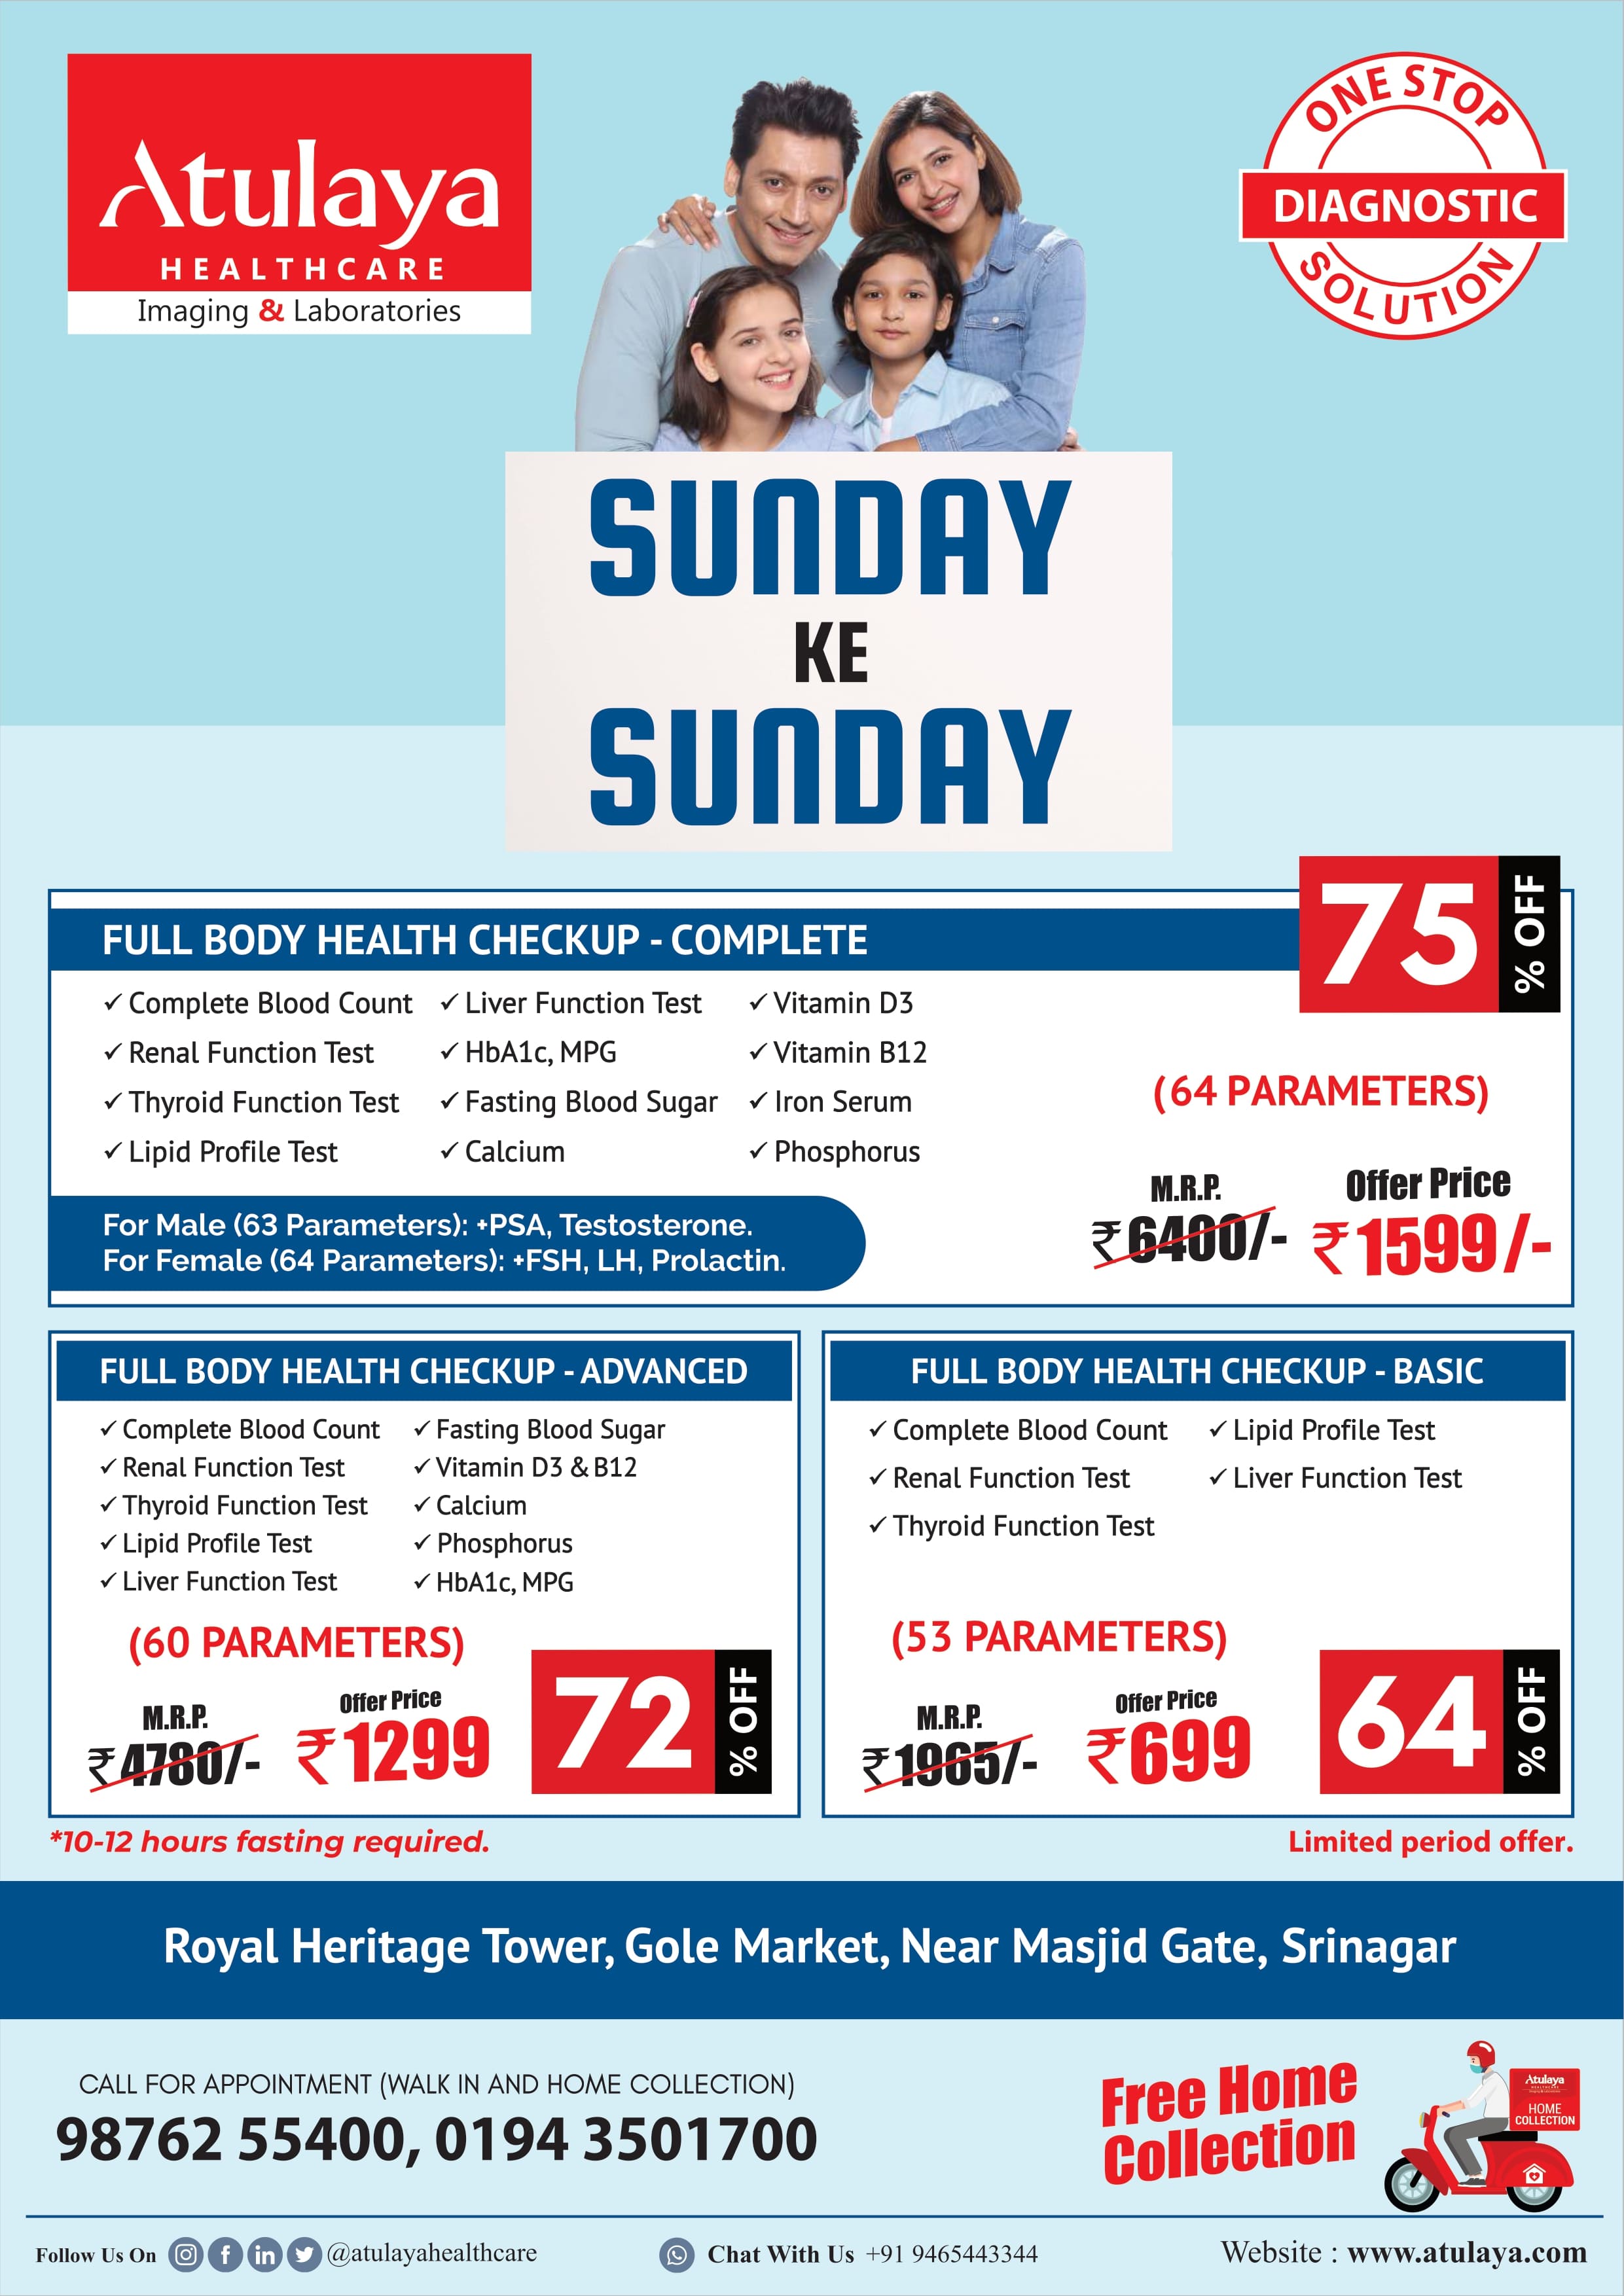 Atulaya
HEALTHCARE
Imaging & Laboratories
ONE STOP
DIAGNOSTIC
SOLUTION
SUNDAY
KE
SUNDAY
75 % OFF
FULL BODY HEALTH CHECKUP - COMPLETE
✓ Complete Blood Count ✓ Liver Function Test ✓ Vitamin D3
✓ Renal Function Test ✓ HbA1c, MPG ✓ Vitamin B12
✓ Thyroid Function Test ✓ Fasting Blood Sugar ✓ Iron Serum
✓ Lipid Profile Test ✓ Calcium ✓ Phosphorus
(64 PARAMETERS)
For Male (63 Parameters): +PSA, Testosterone.
For Female (64 Parameters): +FSH, LH, Prolactin.
M.R.P. Offer Price
₹6400/- ₹1599/-
FULL BODY HEALTH CHECKUP - ADVANCED
✓ Complete Blood Count ✓ Fasting Blood Sugar
✓ Renal Function Test ✓ Vitamin D3 & B12
✓ Thyroid Function Test ✓ Calcium
✓ Lipid Profile Test ✓ Phosphorus
✓ Liver Function Test ✓ HbA1c, MPG
(60 PARAMETERS)
M.R.P. Offer Price
₹4780/- ₹1299
72 % OFF
FULL BODY HEALTH CHECKUP - BASIC
✓ Complete Blood Count ✓ Lipid Profile Test
✓ Renal Function Test ✓ Liver Function Test
✓ Thyroid Function Test
(53 PARAMETERS)
M.R.P. Offer Price
₹1965/- ₹699
64 % OFF
*10-12 hours fasting required.
Limited period offer.
Royal Heritage Tower, Gole Market, Near Masjid Gate, Srinagar
CALL FOR APPOINTMENT (WALK IN AND HOME COLLECTION)
98762 55400, 0194 3501700
Free Home
Collection
Atulaya
HEALTHCARE
HOME
COLLECTION
Follow Us On @atulayahealthcare
Chat With Us +91 9465443344
Website : www.atulaya.com